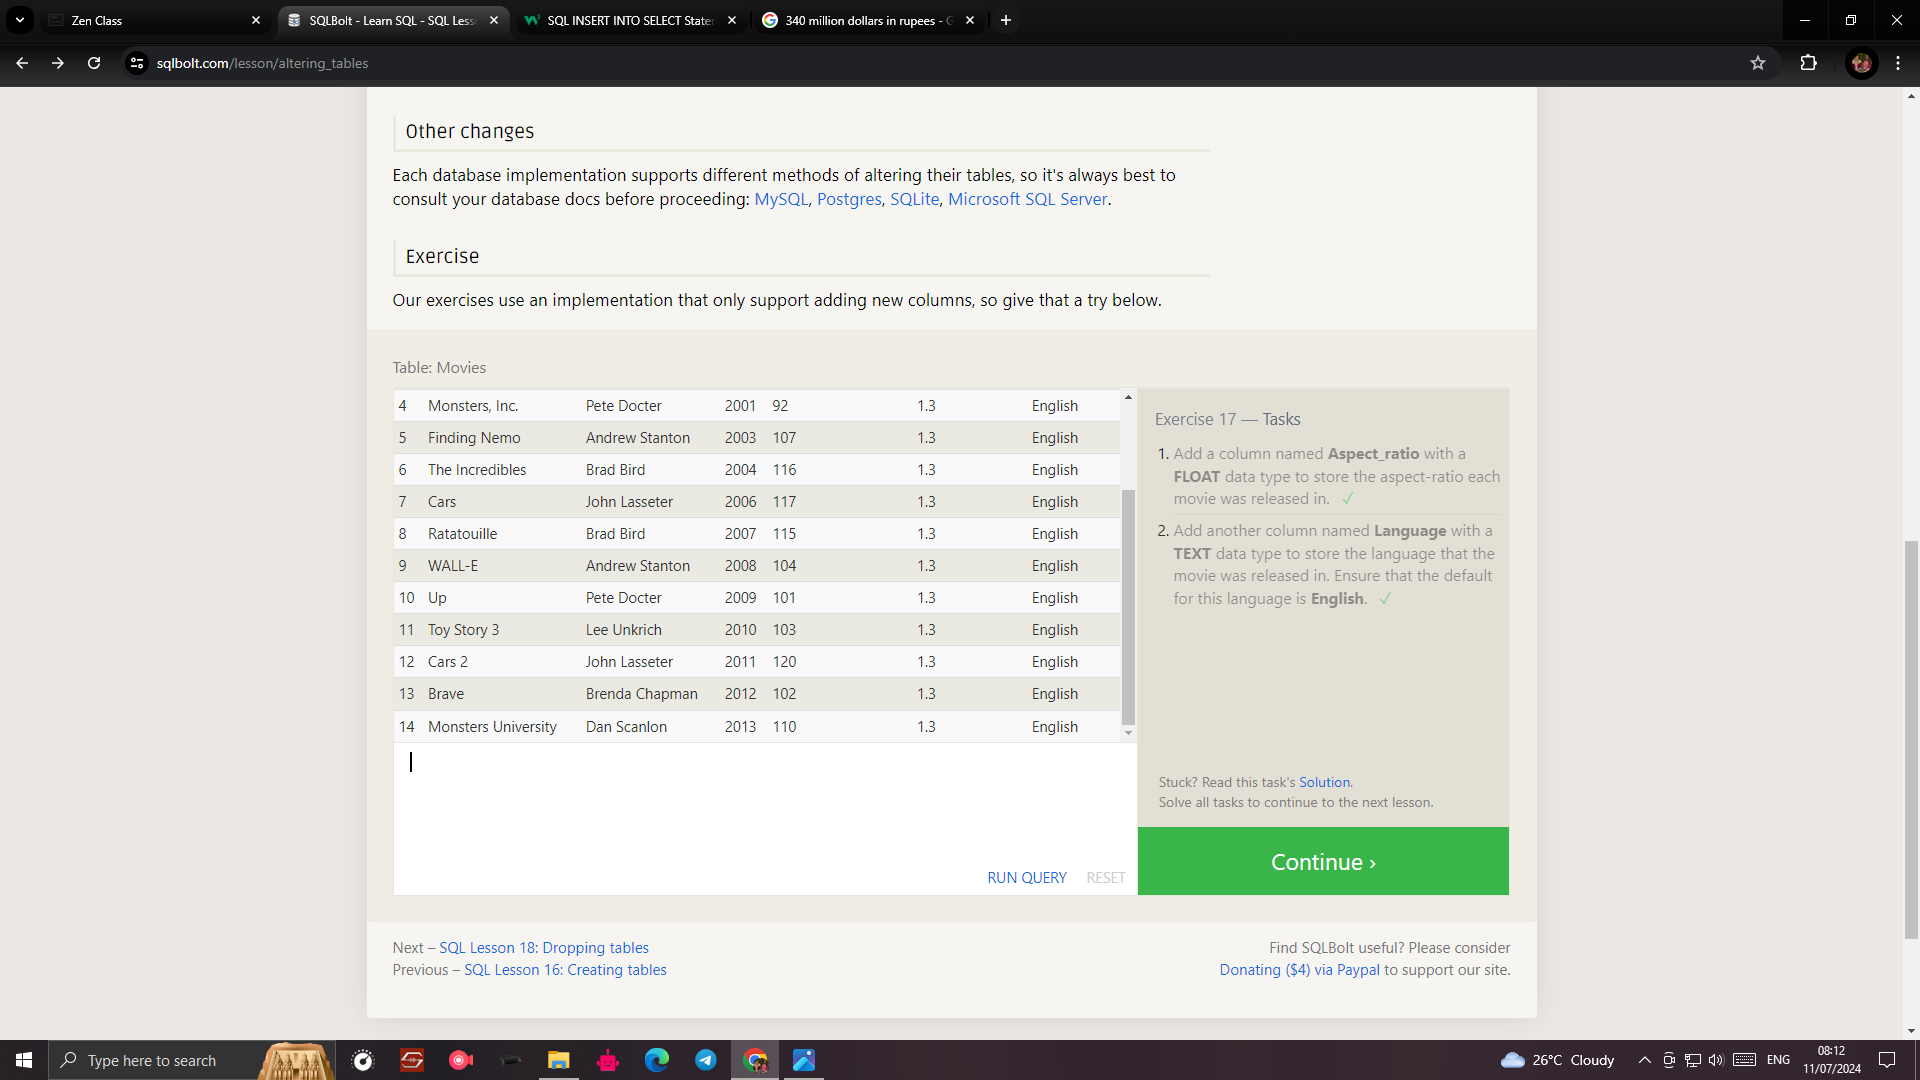 Zen Class
SQLBolt - Learn SQL - SQL Less
SQL INSERT INTO SELECT Stater
340 million dollars in rupees - G
sqlbolt.com/lesson/altering_tables
Other changes
Each database implementation supports different methods of altering their tables, so it's always best to
consult your database docs before proceeding: MySQL, Postgres, SQLite, Microsoft SQL Server.
Exercise
Our exercises use an implementation that only support adding new columns, so give that a try below.
Table: Movies
4 Monsters, Inc. Pete Docter 2001 92 1.3 English
5 Finding Nemo Andrew Stanton 2003 107 1.3 English
6 The Incredibles Brad Bird 2004 116 1.3 English
7 Cars John Lasseter 2006 117 1.3 English
8 Ratatouille Brad Bird 2007 115 1.3 English
9 WALL-E Andrew Stanton 2008 104 1.3 English
10 Up Pete Docter 2009 101 1.3 English
11 Toy Story 3 Lee Unkrich 2010 103 1.3 English
12 Cars 2 John Lasseter 2011 120 1.3 English
13 Brave Brenda Chapman 2012 102 1.3 English
14 Monsters University Dan Scanlon 2013 110 1.3 English
RUN QUERY RESET
Exercise 17 — Tasks
1. Add a column named Aspect_ratio with a
FLOAT data type to store the aspect-ratio each
movie was released in. ✓
2. Add another column named Language with a
TEXT data type to store the language that the
movie was released in. Ensure that the default
for this language is English. ✓
Stuck? Read this task's Solution.
Solve all tasks to continue to the next lesson.
Continue ›
Next – SQL Lesson 18: Dropping tables
Previous – SQL Lesson 16: Creating tables
Find SQLBolt useful? Please consider
Donating ($4) via Paypal to support our site.
Type here to search
26°C Cloudy
ENG
08:12
11/07/2024